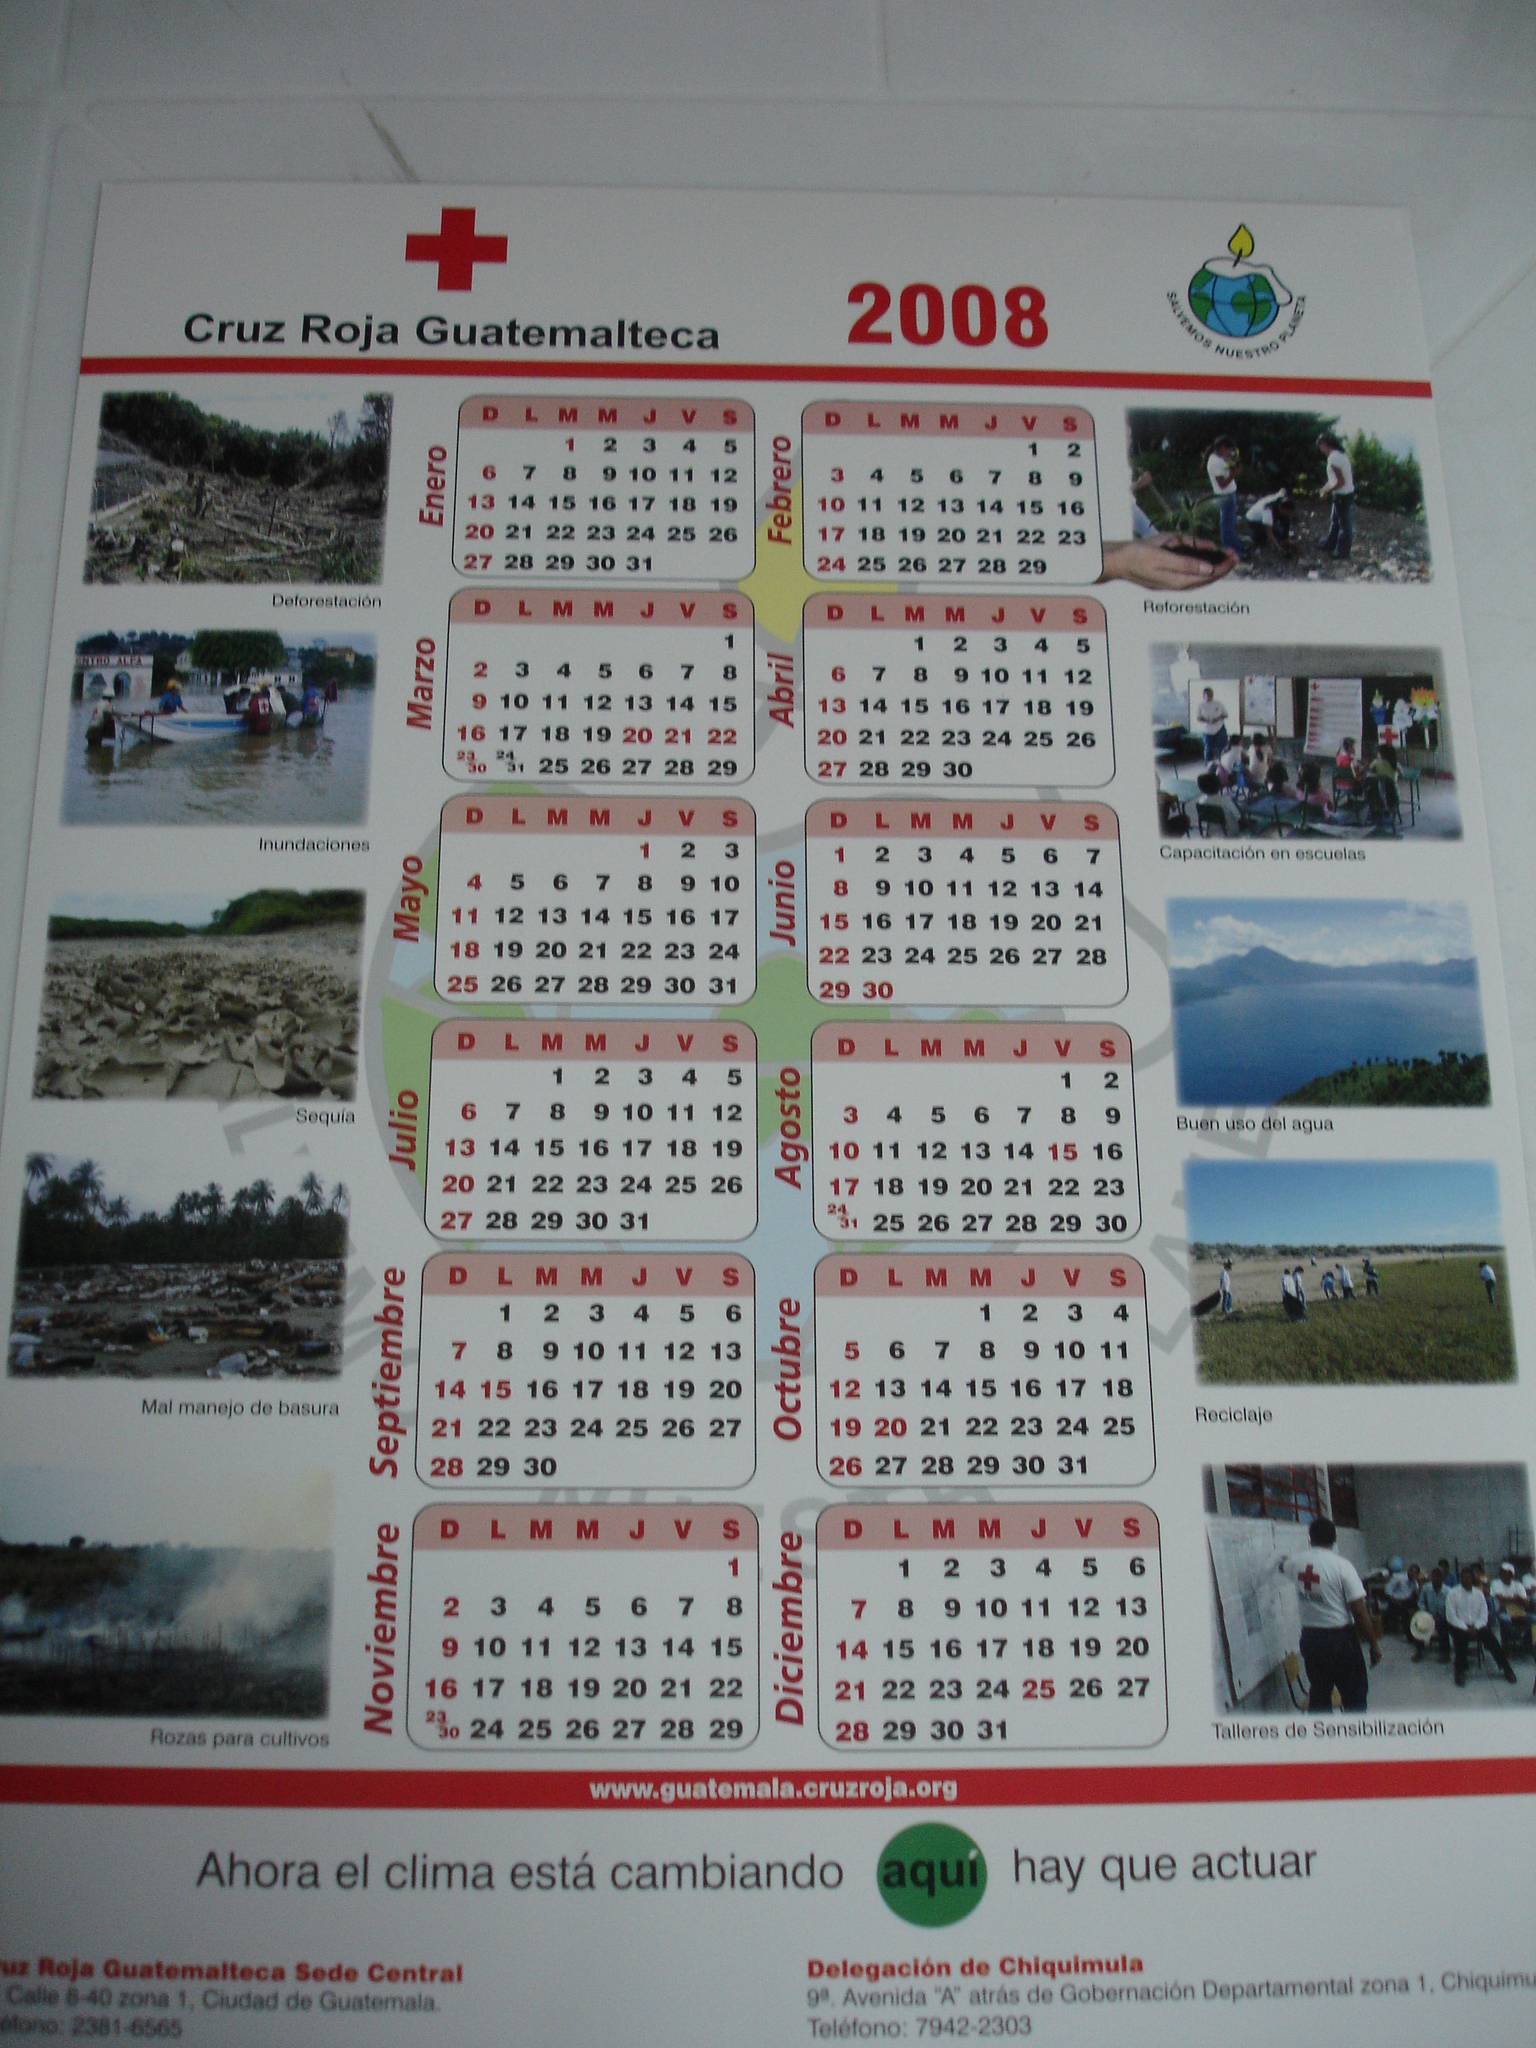 Cruz Roja Guatemalteca
2008
SALVEMOS NUESTRO PLANETA
Deforestación
ENTRO ALFA
Inundaciones
Sequía
Mal manejo de basura
Rozas para cultivos
Enero
D L M M J V S
1 2 3 4 5
6 7 8 9 10 11 12
13 14 15 16 17 18 19
20 21 22 23 24 25 26
27 28 29 30 31
Febrero
D L M M J V S
1 2
3 4 5 6 7 8 9
10 11 12 13 14 15 16
17 18 19 20 21 22 23
24 25 26 27 28 29
Marzo
D L M M J V S
1
2 3 4 5 6 7 8
9 10 11 12 13 14 15
16 17 18 19 20 21 22
23/30 24/31 25 26 27 28 29
Abril
D L M M J V S
1 2 3 4 5
6 7 8 9 10 11 12
13 14 15 16 17 18 19
20 21 22 23 24 25 26
27 28 29 30
Mayo
D L M M J V S
1 2 3
4 5 6 7 8 9 10
11 12 13 14 15 16 17
18 19 20 21 22 23 24
25 26 27 28 29 30 31
Junio
D L M M J V S
1 2 3 4 5 6 7
8 9 10 11 12 13 14
15 16 17 18 19 20 21
22 23 24 25 26 27 28
29 30
Julio
D L M M J V S
1 2 3 4 5
6 7 8 9 10 11 12
13 14 15 16 17 18 19
20 21 22 23 24 25 26
27 28 29 30 31
Agosto
D L M M J V S
1 2
3 4 5 6 7 8 9
10 11 12 13 14 15 16
17 18 19 20 21 22 23
24/31 25 26 27 28 29 30
Septiembre
D L M M J V S
1 2 3 4 5 6
7 8 9 10 11 12 13
14 15 16 17 18 19 20
21 22 23 24 25 26 27
28 29 30
Octubre
D L M M J V S
1 2 3 4
5 6 7 8 9 10 11
12 13 14 15 16 17 18
19 20 21 22 23 24 25
26 27 28 29 30 31
Noviembre
D L M M J V S
1
2 3 4 5 6 7 8
9 10 11 12 13 14 15
16 17 18 19 20 21 22
23/30 24 25 26 27 28 29
Diciembre
D L M M J V S
1 2 3 4 5 6
7 8 9 10 11 12 13
14 15 16 17 18 19 20
21 22 23 24 25 26 27
28 29 30 31
Reforestación
Capacitación en escuelas
Buen uso del agua
Reciclaje
Talleres de Sensibilización
www.guatemala.cruzroja.org
Ahora el clima está cambiando aquí hay que actuar
uz Roja Guatemalteca Sede Central
Calle 8-40 zona 1, Ciudad de Guatemala.
éfono: 2381-6565
Delegación de Chiquimula
9ª. Avenida "A" atrás de Gobernación Departamental zona 1, Chiquimu
Teléfono: 7942-2303